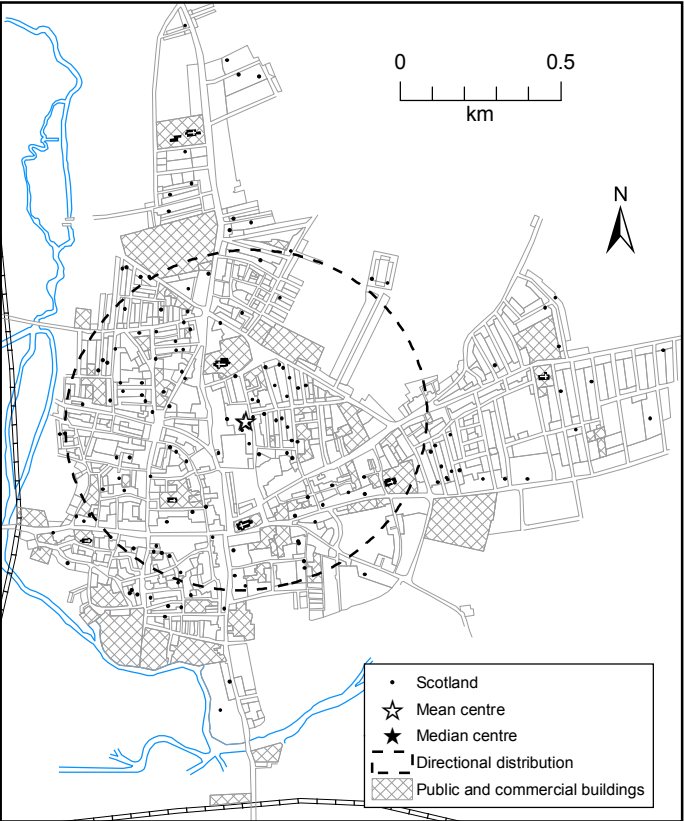 0 0.5
km
N
Scotland
Mean centre
Median centre
Directional distribution
Public and commercial buildings